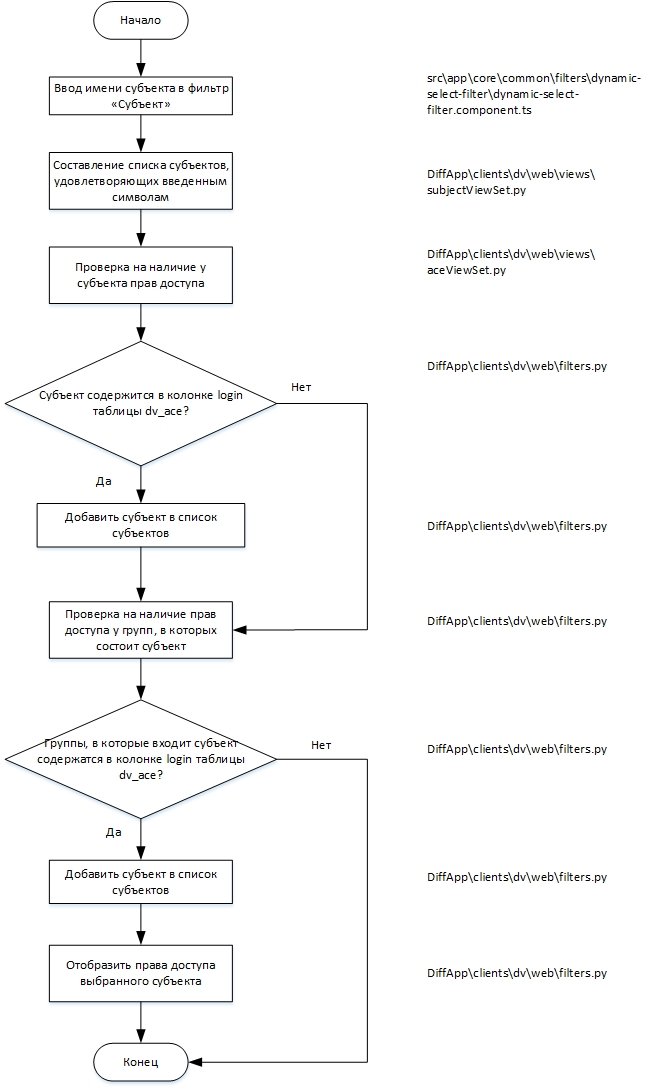 Начало
Ввод имени субъекта в фильтр
«Субъект»
src\app\core\common\filters\dynamic-
select-filter\dynamic-select-
filter.component.ts
Составление списка субъектов,
удовлетворяющих введенным
символам
DiffApp\clients\dv\web\views\
subjectViewSet.py
Проверка на наличие у
субъекта прав доступа
DiffApp\clients\dv\web\views\
aceViewSet.py
Субъект содержится в колонке login
таблицы dv_ace?
Нет
DiffApp\clients\dv\web\filters.py
Да
Добавить субъект в список
субъектов
DiffApp\clients\dv\web\filters.py
Проверка на наличие прав
доступа у групп, в которых
состоит субъект
DiffApp\clients\dv\web\filters.py
Группы, в которые входит субъект
содержатся в колонке login таблицы
dv_ace?
Нет
DiffApp\clients\dv\web\filters.py
Да
Добавить субъект в список
субъектов
DiffApp\clients\dv\web\filters.py
Отобразить права доступа
выбранного субъекта
DiffApp\clients\dv\web\filters.py
Конец